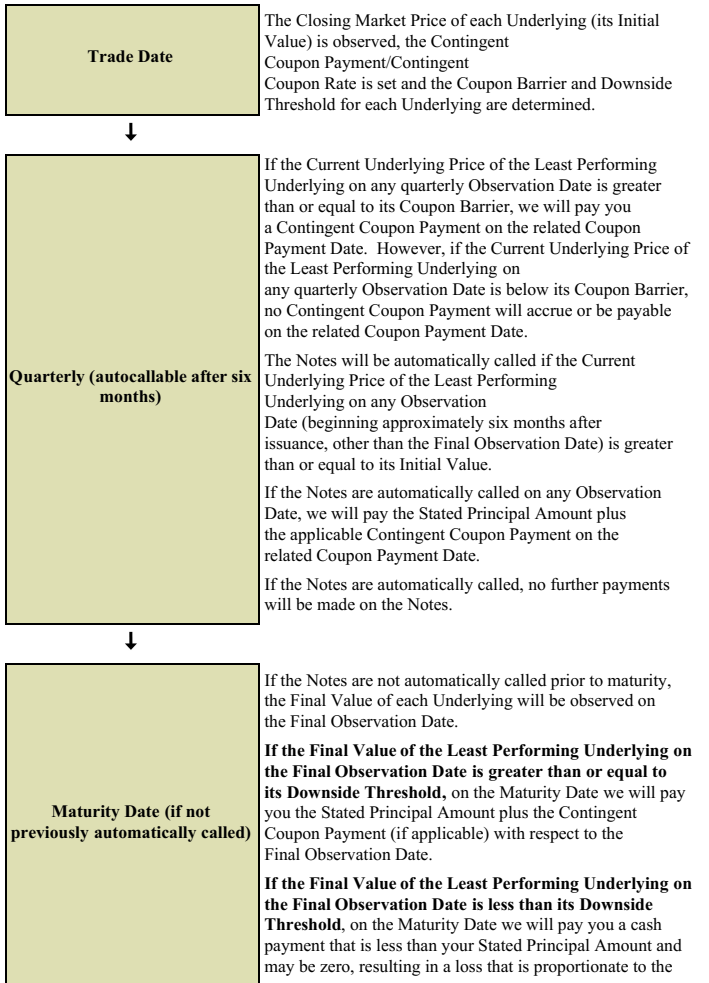 Trade Date
The Closing Market Price of each Underlying (its Initial
Value) is observed, the Contingent
Coupon Payment/Contingent
Coupon Rate is set and the Coupon Barrier and Downside
Threshold for each Underlying are determined.
Quarterly (autocallable after six
months)
If the Current Underlying Price of the Least Performing
Underlying on any quarterly Observation Date is greater
than or equal to its Coupon Barrier, we will pay you
a Contingent Coupon Payment on the related Coupon
Payment Date. However, if the Current Underlying Price of
the Least Performing Underlying on
any quarterly Observation Date is below its Coupon Barrier,
no Contingent Coupon Payment will accrue or be payable
on the related Coupon Payment Date.
The Notes will be automatically called if the Current
Underlying Price of the Least Performing
Underlying on any Observation
Date (beginning approximately six months after
issuance, other than the Final Observation Date) is greater
than or equal to its Initial Value.
If the Notes are automatically called on any Observation
Date, we will pay the Stated Principal Amount plus
the applicable Contingent Coupon Payment on the
related Coupon Payment Date.
If the Notes are automatically called, no further payments
will be made on the Notes.
Maturity Date (if not
previously automatically called)
If the Notes are not automatically called prior to maturity,
the Final Value of each Underlying will be observed on
the Final Observation Date.
If the Final Value of the Least Performing Underlying on
the Final Observation Date is greater than or equal to
its Downside Threshold, on the Maturity Date we will pay
you the Stated Principal Amount plus the Contingent
Coupon Payment (if applicable) with respect to the
Final Observation Date.
If the Final Value of the Least Performing Underlying on
the Final Observation Date is less than its Downside
Threshold, on the Maturity Date we will pay you a cash
payment that is less than your Stated Principal Amount and
may be zero, resulting in a loss that is proportionate to the